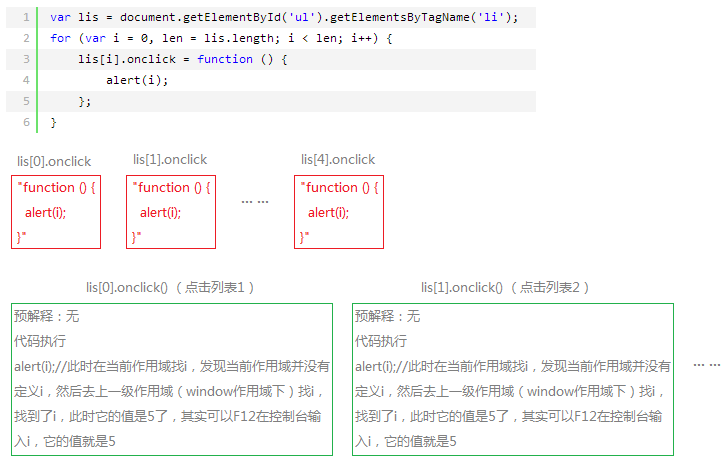 1 var lis = document.getElementById('ul').getElementsByTagName('li');
2 for (var i = 0, len = lis.length; i < len; i++) {
3 lis[i].onclick = function () {
4 alert(i);
5 };
6 }
lis[0].onclick
"function () {
alert(i);
}"
lis[1].onclick
"function () {
alert(i);
}"
... ...
lis[4].onclick
"function () {
alert(i);
}"
lis[0].onclick() (点击列表1)
预解释：无
代码执行
alert(i);//此时在当前作用域找i，发现当前作用域并没有
定义i，然后去上一级作用域（window作用域下）找i，
找到了i，此时它的值是5了，其实可以F12在控制台输
入i，它的值就是5
lis[1].onclick() (点击列表2)
预解释：无
代码执行
alert(i);//此时在当前作用域找i，发现当前作用域并没有
定义i，然后去上一级作用域（window作用域下）找i，
找到了i，此时它的值是5了，其实可以F12在控制台输
入i，它的值就是5
... ...